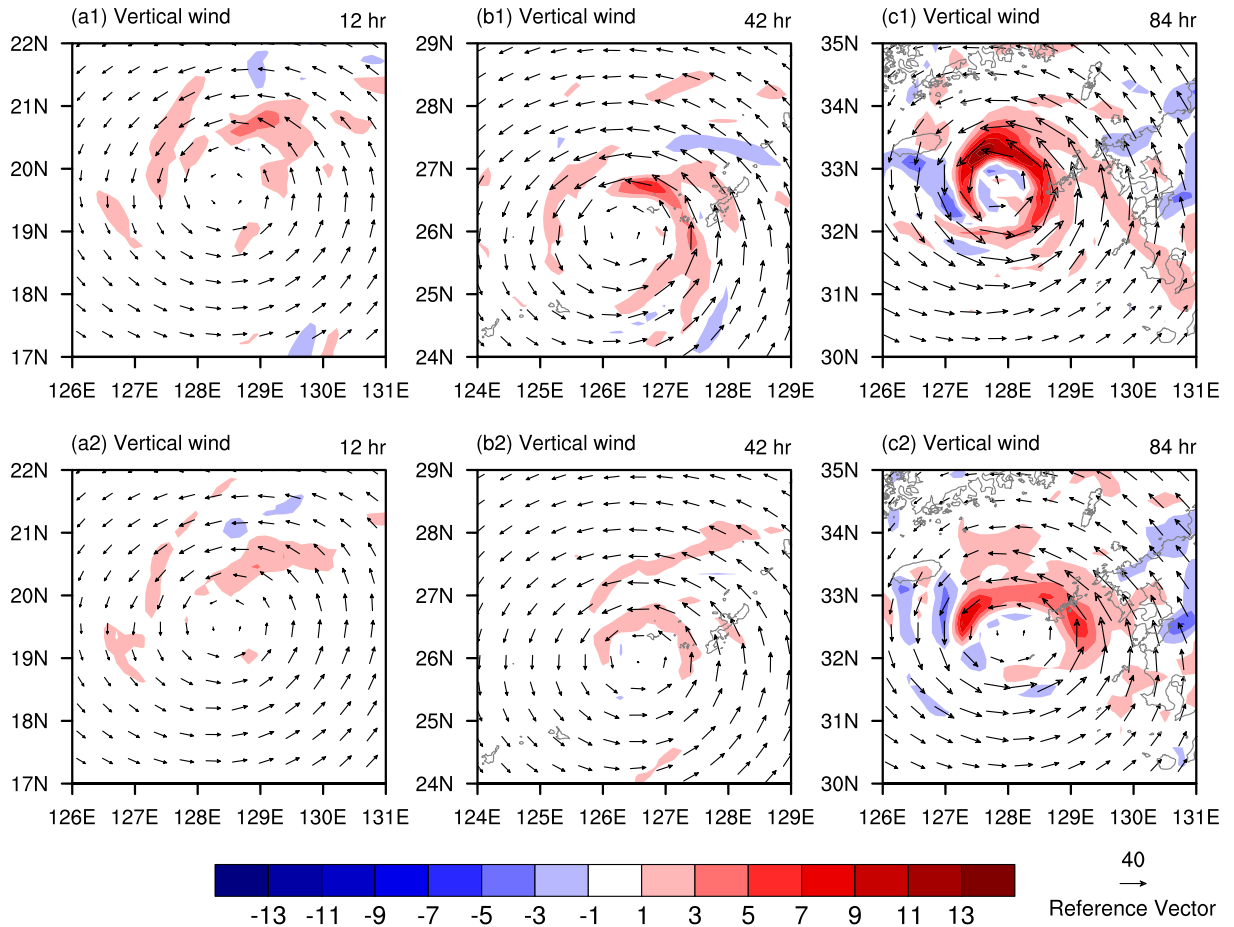 (a1) Vertical wind 12 hr (b1) Vertical wind 42 hr (c1) Vertical wind 84 hr
22N 29N 35N
21N 28N 34N
20N 27N 33N
19N 26N 32N
18N 25N 31N
17N 24N 30N
126E 127E 128E 129E 130E 131E 124E 125E 126E 127E 128E 129E 126E 127E 128E 129E 130E 131E
(a2) Vertical wind 12 hr (b2) Vertical wind 42 hr (c2) Vertical wind 84 hr
22N 29N 35N
21N 28N 34N
20N 27N 33N
19N 26N 32N
18N 25N 31N
17N 24N 30N
126E 127E 128E 129E 130E 131E 124E 125E 126E 127E 128E 129E 126E 127E 128E 129E 130E 131E
40
-13 -11 -9 -7 -5 -3 -1 1 3 5 7 9 11 13
Reference Vector